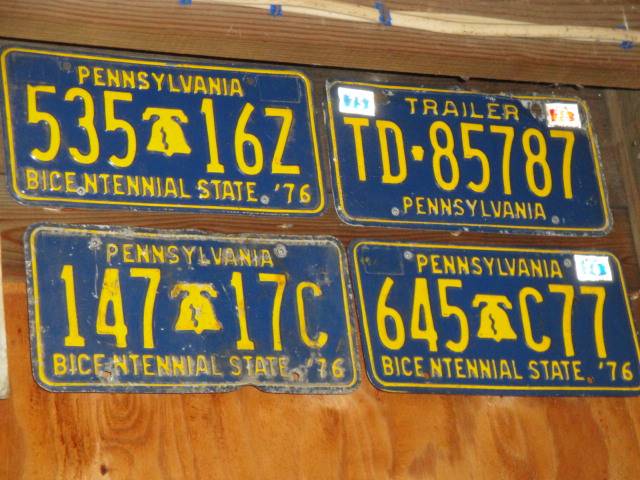 PENNSYLVANIA
535 16Z
BICENTENNIAL STATE '76
TRAILER
TD-85787
PENNSYLVANIA
PENNSYLVANIA
147 17C
BICENTENNIAL STATE '76
PENNSYLVANIA
645 C77
BICENTENNIAL STATE '76